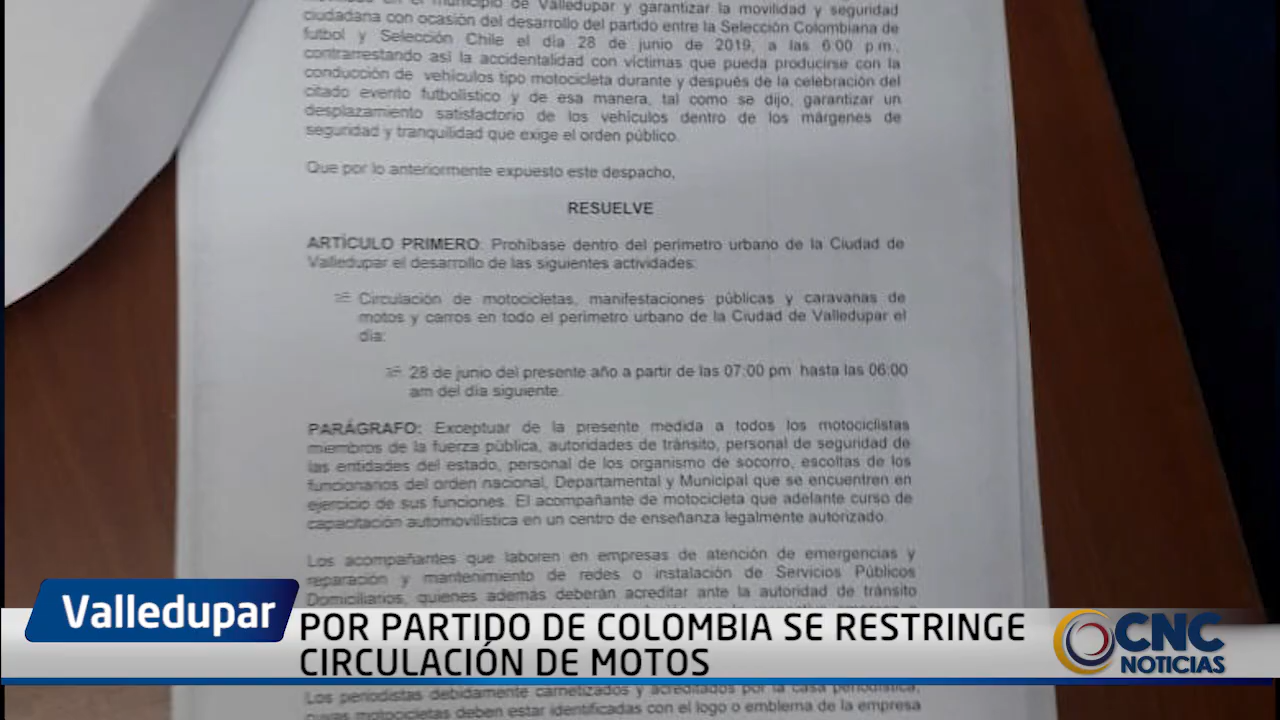 en el municipio de Valledupar y garantizar la movilidad y seguridad
ciudadana con ocasión del desarrollo del partido entre la Selección Colombiana de
futbol y Selección Chile el día 28 de junio de 2019, a las 6:00 p.m.,
contrarrestando así la accidentalidad con víctimas que pueda producirse con la
conducción de vehículos tipo motocicleta durante y después de la celebración del
citado evento futbolístico y de esa manera, tal como se dijo, garantizar un
desplazamiento satisfactorio de los vehículos dentro de los márgenes de
seguridad y tranquilidad que exige el orden público.
Que por lo anteriormente expuesto este despacho,
RESUELVE
ARTÍCULO PRIMERO: Prohíbase dentro del perímetro urbano de la Ciudad de
Valledupar el desarrollo de las siguientes actividades:
Circulación de motocicletas, manifestaciones públicas y caravanas de
motos y carros en todo el perímetro urbano de la Ciudad de Valledupar el
día:
28 de junio del presente año a partir de las 07:00 pm hasta las 06:00
am del día siguiente.
PARÁGRAFO: Exceptuar de la presente medida a todos los motociclistas
miembros de la fuerza pública, autoridades de tránsito, personal de seguridad de
las entidades del estado, personal de los organismo de socorro, escoltas de los
funcionarios del orden nacional, Departamental y Municipal que se encuentren en
ejercicio de sus funciones. El acompañante de motocicleta que adelante curso de
capacitación automovilística en un centro de enseñanza legalmente autorizado.
Los acompañantes que laboren en empresas de atención de emergencias y
reparación y mantenimiento de redes o instalación de Servicios Públicos
Domiciliarios, quienes además deberán acreditar ante la autoridad de tránsito
Valledupar
POR PARTIDO DE COLOMBIA SE RESTRINGE
CIRCULACIÓN DE MOTOS
CNC
NOTICIAS
Los periodistas debidamente carnetizados y acreditados por la casa periodística,
cuyas motocicletas deben estar identificadas con el logo o emblema de la empresa